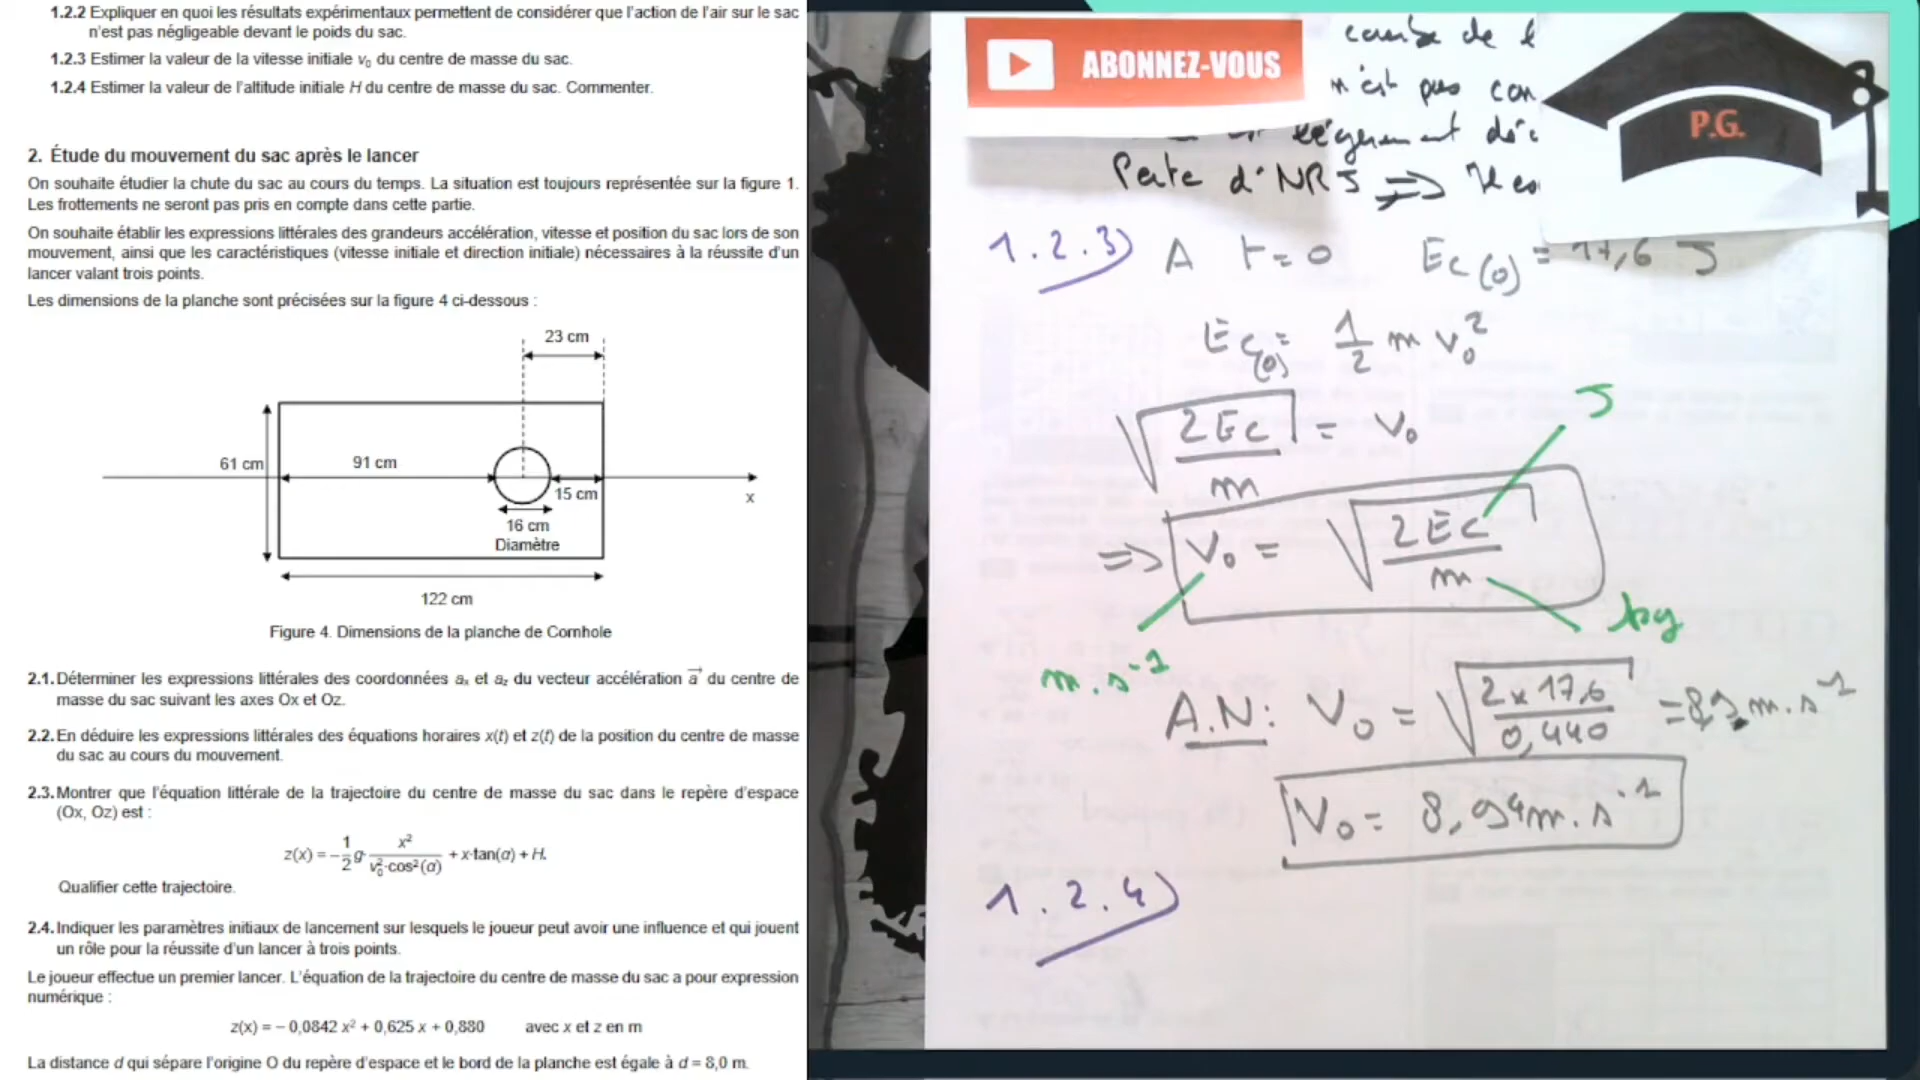 1.2.2 Expliquer en quoi les résultats expérimentaux permettent de considérer que l'action de l'air sur le sac
n'est pas négligeable devant le poids du sac.
1.2.3 Estimer la valeur de la vitesse initiale v₀ du centre de masse du sac.
1.2.4 Estimer la valeur de l'altitude initiale H du centre de masse du sac. Commenter.
2. Étude du mouvement du sac après le lancer
On souhaite étudier la chute du sac au cours du temps. La situation est toujours représentée sur la figure 1.
Les frottements ne seront pas pris en compte dans cette partie.
On souhaite établir les expressions littérales des grandeurs accélération, vitesse et position du sac lors de son
mouvement, ainsi que les caractéristiques (vitesse initiale et direction initiale) nécessaires à la réussite d'un
lancer valant trois points.
Les dimensions de la planche sont précisées sur la figure 4 ci-dessous :
23 cm
61 cm
91 cm
15 cm
x
16 cm
Diamètre
122 cm
Figure 4. Dimensions de la planche de Cornhole
2.1. Déterminer les expressions littérales des coordonnées aₓ et a_z du vecteur accélération a⃗ du centre de
masse du sac suivant les axes Ox et Oz.
2.2. En déduire les expressions littérales des équations horaires x(t) et z(t) de la position du centre de masse
du sac au cours du mouvement.
2.3. Montrer que l'équation littérale de la trajectoire du centre de masse du sac dans le repère d'espace
(Ox, Oz) est :
z(x) = − 1/2 g· x²/(v₀²·cos²(α)) + x·tan(α) + H.
Qualifier cette trajectoire.
2.4. Indiquer les paramètres initiaux de lancement sur lesquels le joueur peut avoir une influence et qui jouent
un rôle pour la réussite d'un lancer à trois points.
Le joueur effectue un premier lancer. L'équation de la trajectoire du centre de masse du sac a pour expression
numérique :
z(x) = − 0,0842 x² + 0,625 x + 0,880 avec x et z en m
La distance d qui sépare l'origine O du repère d'espace et le bord de la planche est égale à d = 8,0 m.
ABONNEZ-VOUS
P.G.
de l
n'est pas con
légèrement déc
Perte d'NRJ ⇒ Il es
1.2.3) A t=0 Ec(0) = 17,6 J
Ec(0) = 1/2 m v₀²
√(2Ec/m) = v₀
J
⇒ v₀ = √(2Ec/m)
kg
m.s⁻¹
A.N: v₀ = √(2×17,6/0,440) = 8,9 m.s⁻¹
v₀ = 8,94 m.s⁻¹
1.2.4)